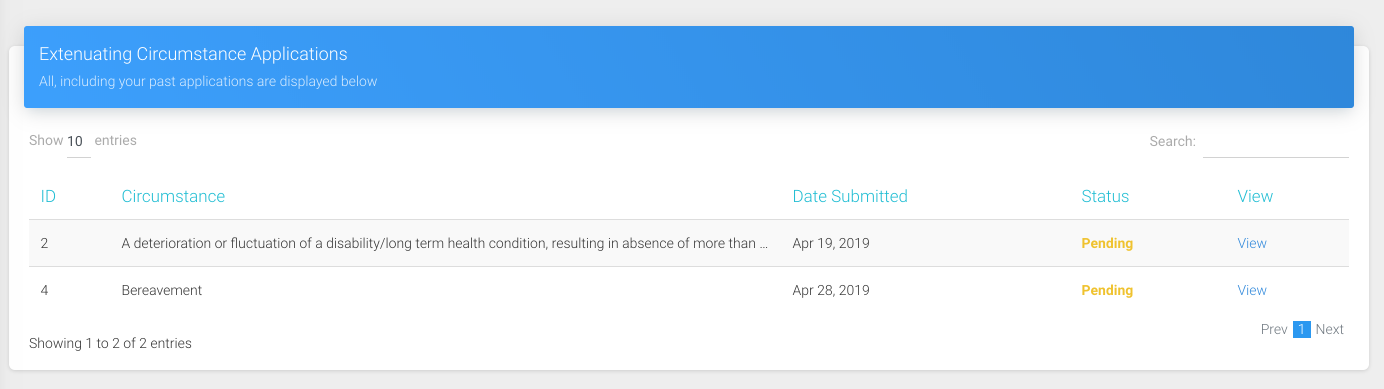 Extenuating Circumstance Applications
All, including your past applications are displayed below
Show 10 entries Search:
ID Circumstance Date Submitted Status View
2 A deterioration or fluctuation of a disability/long term health condition, resulting in absence of more than ... Apr 19, 2019 Pending View
4 Bereavement Apr 28, 2019 Pending View
Prev 1 Next
Showing 1 to 2 of 2 entries